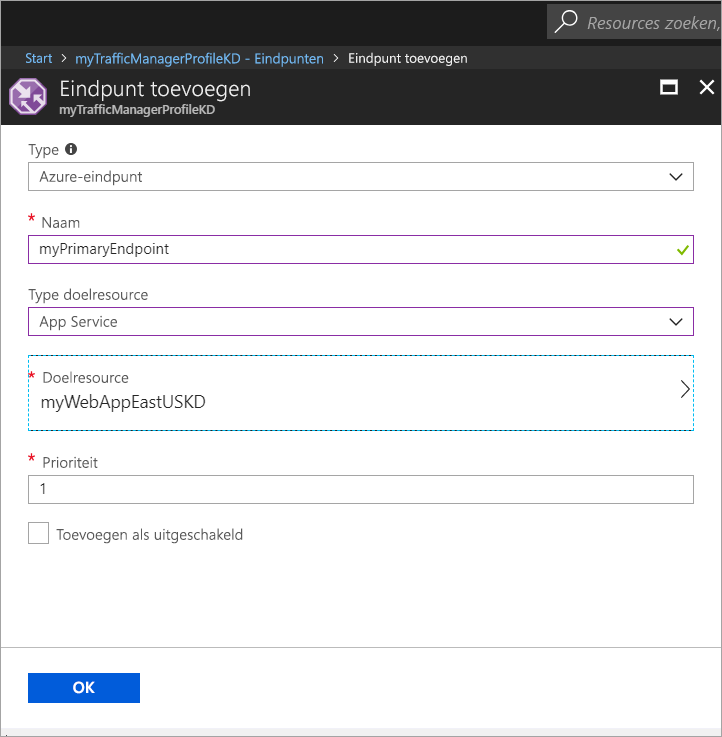 Resources zoeken,
Start > myTrafficManagerProfileKD - Eindpunten > Eindpunt toevoegen
Eindpunt toevoegen
myTrafficManagerProfileKD
Type
Azure-eindpunt
* Naam
myPrimaryEndpoint
Type doelresource
App Service
* Doelresource
myWebAppEastUSKD
* Prioriteit
1
Toevoegen als uitgeschakeld
OK